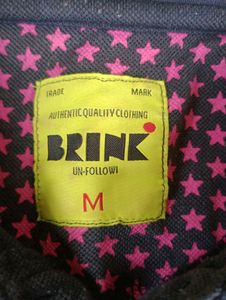 TRADE MARK
AUTHENTIC QUALITY CLOTHING
BRINK
UN-FOLLOW!
M